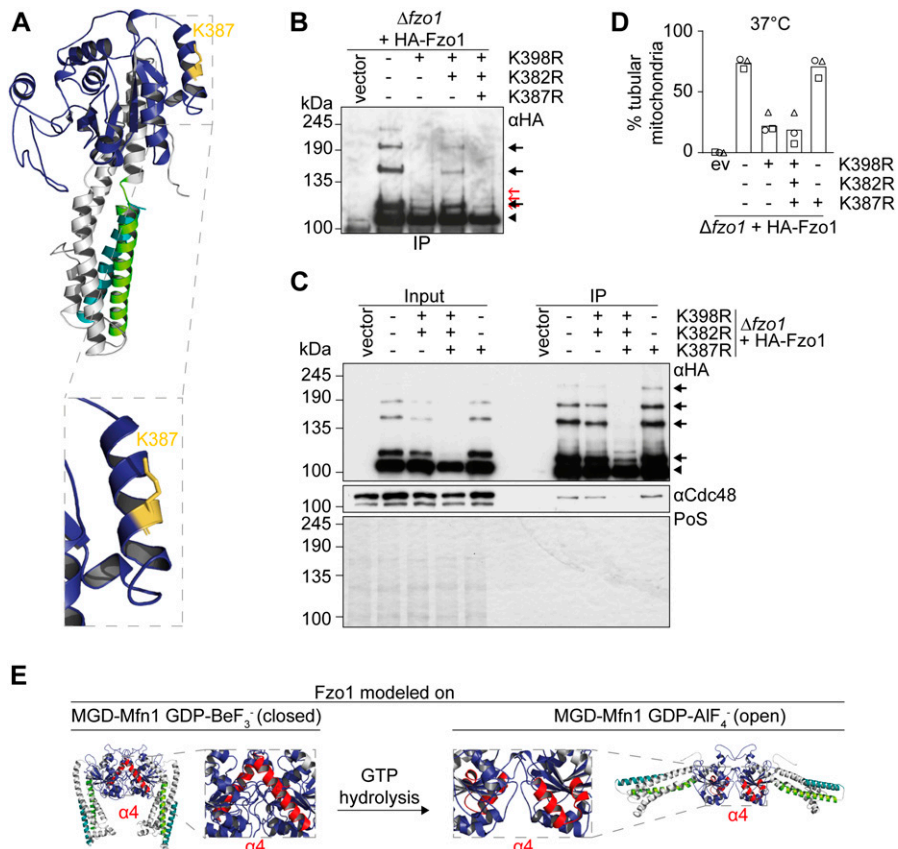 A
K387
K387
B
Δfzo1
+ HA-Fzo1
vector
- + + + K398R
- - + + K382R
- - - + K387R
kDa
αHA
245
190
135
100
IP
C
Input IP
vector - + + - vector - + + - K398R
- + + - - + + - K382R
- - + + - - + + K387R
Δfzo1
+ HA-Fzo1
kDa
αHA
245
190
135
100
100
αCdc48
PoS
245
190
135
100
D
37°C
% tubular
mitochondria
100
50
0
ev - + + - K398R
- - + - K382R
- - + + K387R
Δfzo1 + HA-Fzo1
E
Fzo1 modeled on
MGD-Mfn1 GDP-BeF3- (closed)
MGD-Mfn1 GDP-AlF4- (open)
GTP
hydrolysis
α4
α4
α4
α4